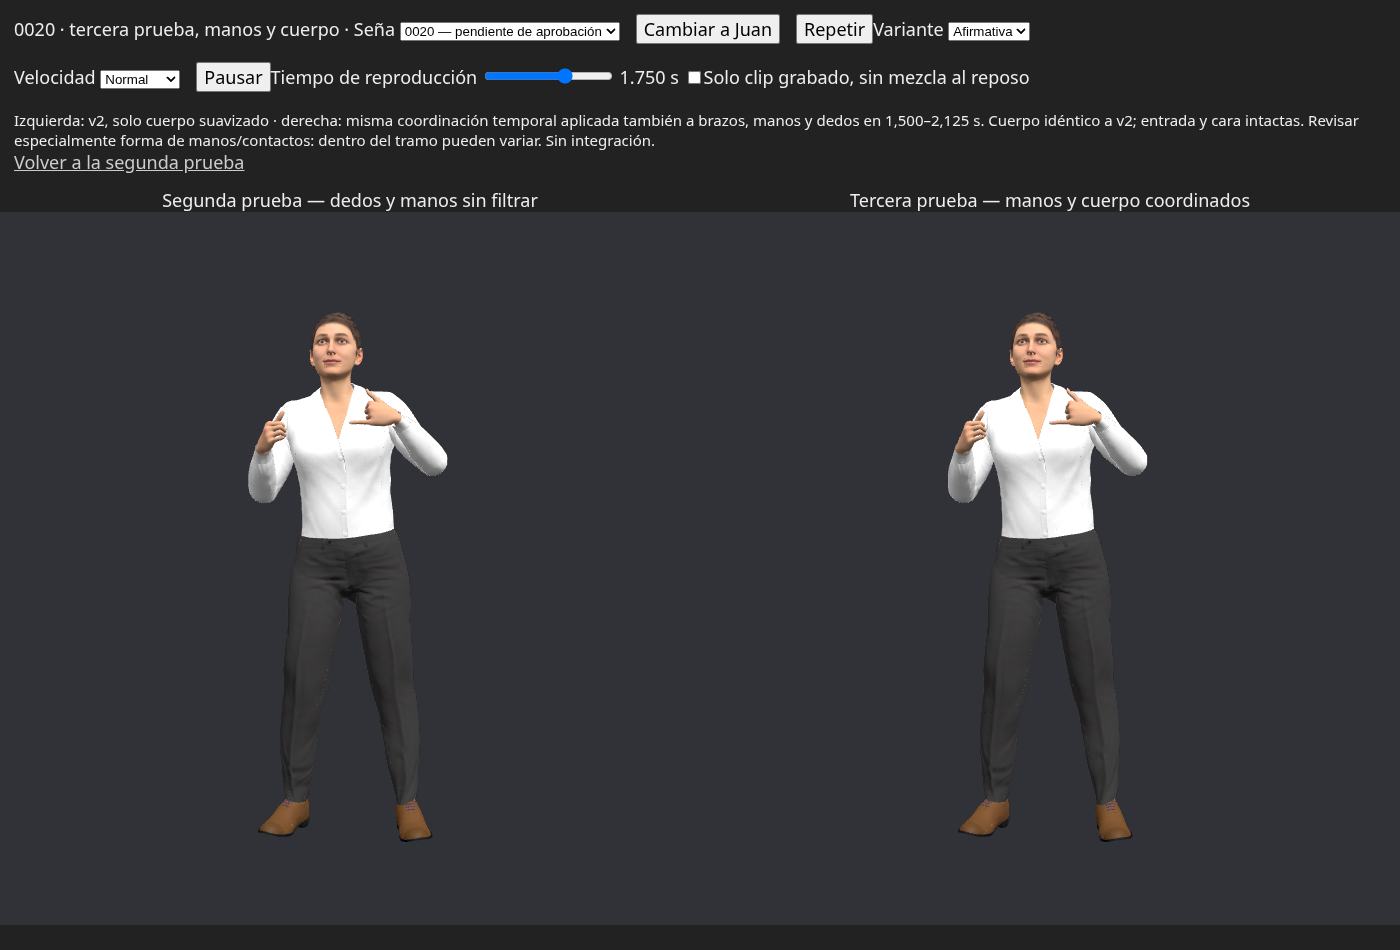 0020 · tercera prueba, manos y cuerpo · Seña 0020 — pendiente de aprobación Cambiar a Juan Repetir Variante Afirmativa
Velocidad Normal Pausar Tiempo de reproducción 1.750 s Solo clip grabado, sin mezcla al reposo
Izquierda: v2, solo cuerpo suavizado · derecha: misma coordinación temporal aplicada también a brazos, manos y dedos en 1,500–2,125 s. Cuerpo idéntico a v2; entrada y cara intactas. Revisar
especialmente forma de manos/contactos: dentro del tramo pueden variar. Sin integración.
Volver a la segunda prueba
Segunda prueba — dedos y manos sin filtrar
Tercera prueba — manos y cuerpo coordinados